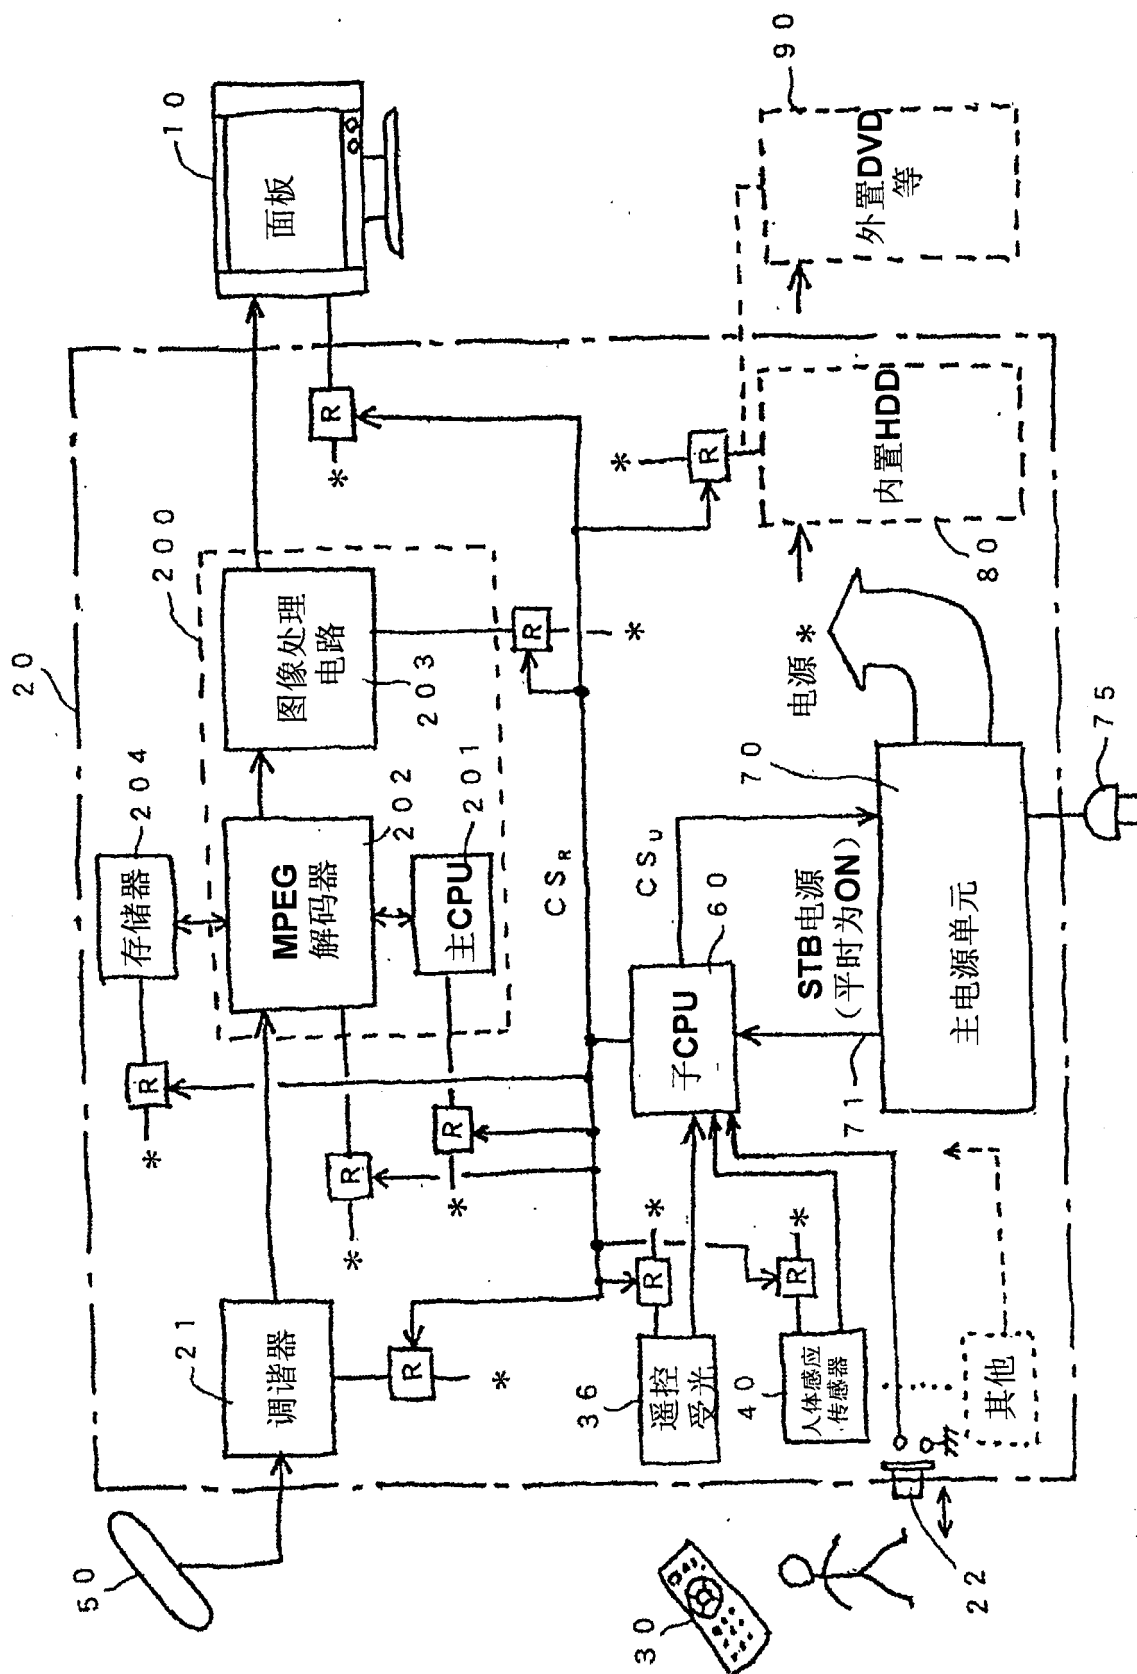 50
21
调谐器
R
*
20
204
存储器
R
*
200
MPEG
解码器
202
主CPU
201
R
*
R
*
图像处理
电路
203
R
*
10
面板
R
*
CSR
30
36
遥控
受光
R
*
40
人体感应
传感器
R
*
22
其他
子CPU
60
CSU
STB电源
(平时为ON)
71
主电源单元
70
75
电源*
R
*
内置HDD
80
外置DVD
等
90